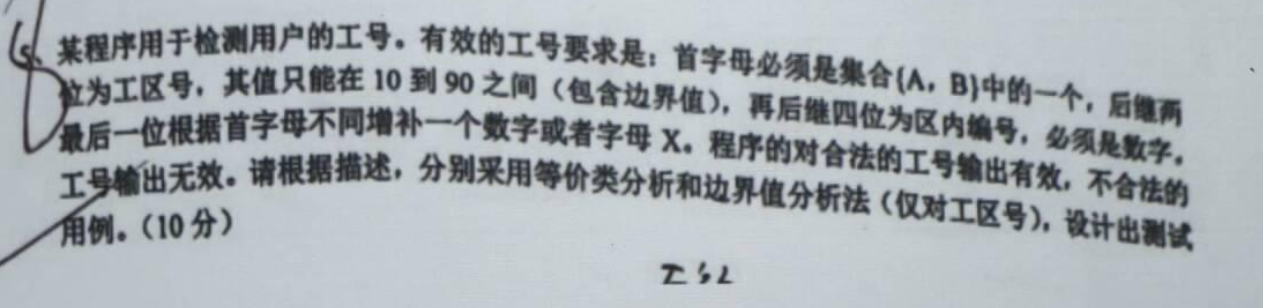 某程序用于检测用户的工号。有效的工号要求是：首字母必须是集合{A，B}中的一个，后继两
位为工区号，其值只能在 10 到 90 之间（包含边界值），再后继四位为区内编号，必须是数字，
最后一位根据首字母不同增补一个数字或者字母 X。程序的对合法的工号输出有效，不合法的
工号输出无效。请根据描述，分别采用等价类分析和边界值分析法（仅对工区号），设计出测试
用例。（10 分）